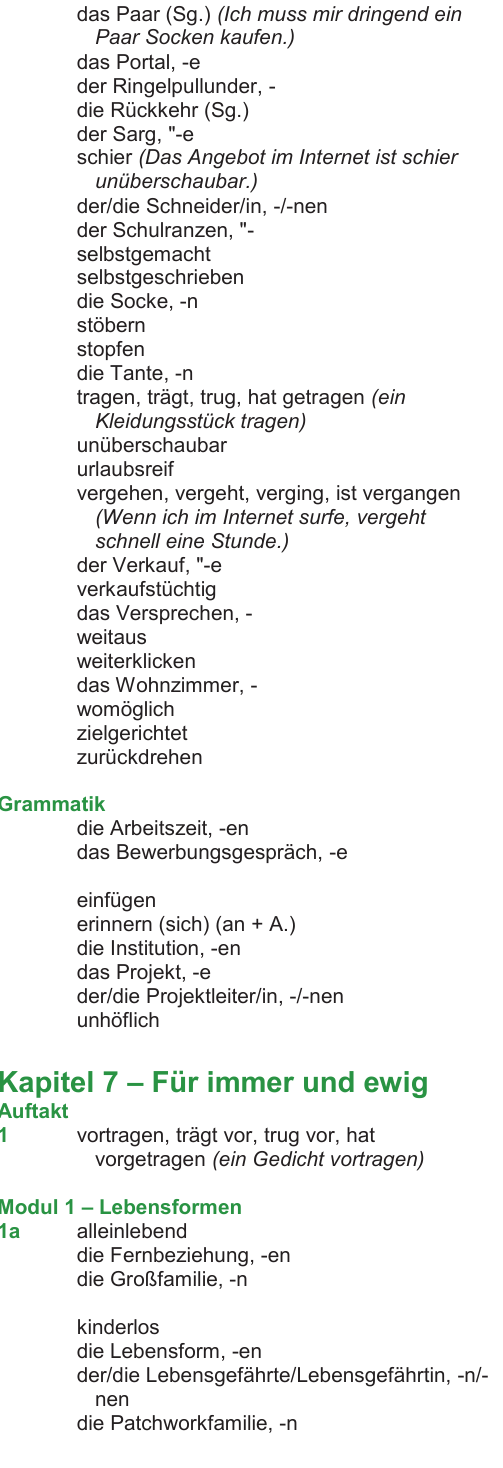 das Paar (Sg.) (Ich muss mir dringend ein
Paar Socken kaufen.)
das Portal, -e
der Ringelpullunder, -
die Rückkehr (Sg.)
der Sarg, "-e
schier (Das Angebot im Internet ist schier
unüberschaubar.)
der/die Schneider/in, -/-nen
der Schulranzen, "-
selbstgemacht
selbstgeschrieben
die Socke, -n
stöbern
stopfen
die Tante, -n
tragen, trägt, trug, hat getragen (ein
Kleidungsstück tragen)
unüberschaubar
urlaubsreif
vergehen, vergeht, verging, ist vergangen
(Wenn ich im Internet surfe, vergeht
schnell eine Stunde.)
der Verkauf, "-e
verkaufstüchtig
das Versprechen, -
weitaus
weiterklicken
das Wohnzimmer, -
womöglich
zielgerichtet
zurückdrehen
Grammatik
die Arbeitszeit, -en
das Bewerbungsgespräch, -e
einfügen
erinnern (sich) (an + A.)
die Institution, -en
das Projekt, -e
der/die Projektleiter/in, -/-nen
unhöflich
Kapitel 7 – Für immer und ewig
Auftakt
1 vortragen, trägt vor, trug vor, hat
vorgetragen (ein Gedicht vortragen)
Modul 1 – Lebensformen
1a alleinlebend
die Fernbeziehung, -en
die Großfamilie, -n
kinderlos
die Lebensform, -en
der/die Lebensgefährte/Lebensgefährtin, -n/-
nen
die Patchworkfamilie, -n